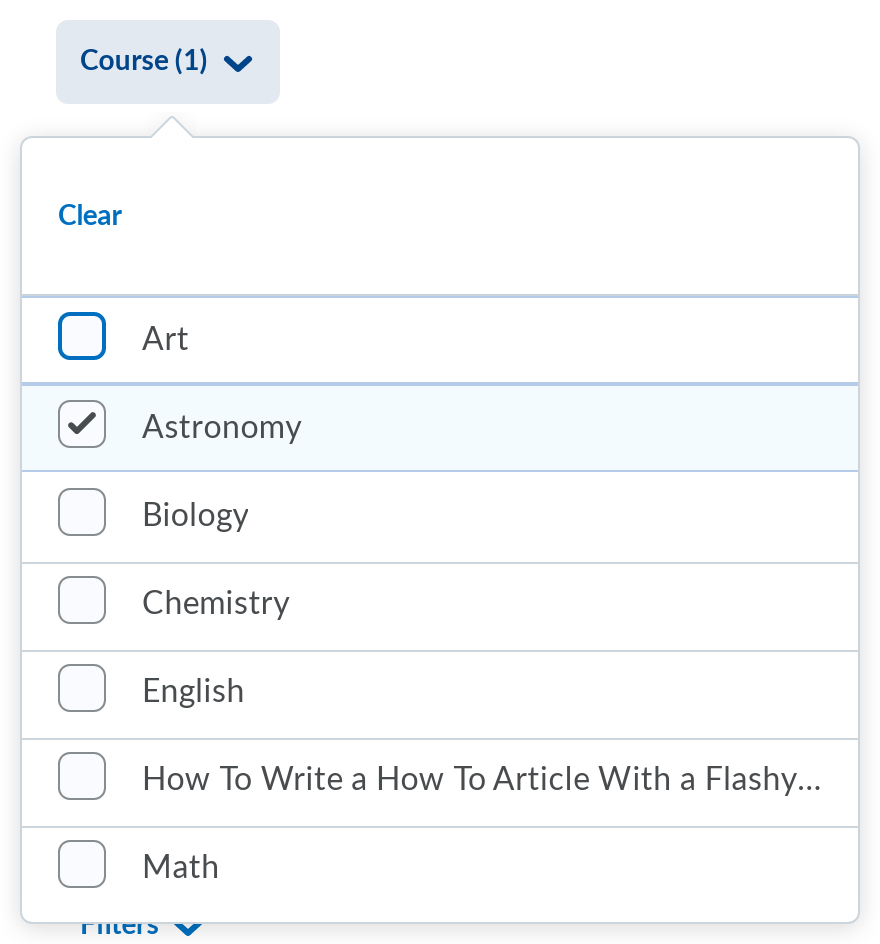 Course (1)
Clear
Art
Astronomy
Biology
Chemistry
English
How To Write a How To Article With a Flashy...
Math
Filters